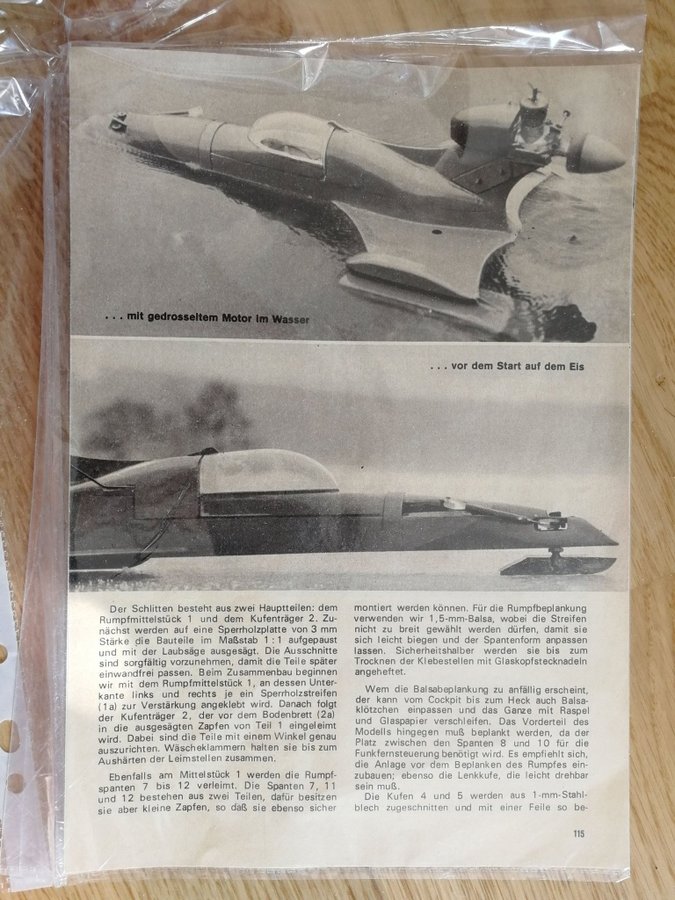 ... mit gedrosseltem Motor im Wasser
... vor dem Start auf dem Eis
Der Schlitten besteht aus zwei Hauptteilen: dem
Rumpfmittelstück 1 und dem Kufenträger 2. Zu-
nächst werden auf eine Sperrholzplatte von 3 mm
Stärke die Bauteile im Maßstab 1 : 1 aufgepaust
und mit der Laubsäge ausgesägt. Die Ausschnitte
sind sorgfältig vorzunehmen, damit die Teile später
einwandfrei passen. Beim Zusammenbau beginnen
wir mit dem Rumpfmittelstück 1, an dessen Unter-
kante links und rechts je ein Sperrholzstreifen
(1a) zur Verstärkung angeklebt wird. Danach folgt
der Kufenträger 2, der vor dem Bodenbrett (2a)
in die ausgesägten Zapfen von Teil 1 eingeleimt
wird. Dabei sind die Teile mit einem Winkel genau
auszurichten. Wäscheklammern halten sie bis zum
Aushärten der Leimstellen zusammen.
Ebenfalls am Mittelstück 1 werden die Rumpf-
spanten 7 bis 12 verleimt. Die Spanten 7, 11
und 12 bestehen aus zwei Teilen, dafür besitzen
sie aber kleine Zapfen, so daß sie ebenso sicher
montiert werden können. Für die Rumpfbeplankung
verwenden wir 1,5-mm-Balsa, wobei die Streifen
nicht zu breit gewählt werden dürfen, damit sie
sich leicht biegen und der Spantenform anpassen
lassen. Sicherheitshalber werden sie bis zum
Trocknen der Klebestellen mit Glaskopfstecknadeln
angeheftet.
Wem die Balsabeplankung zu anfällig erscheint,
der kann vom Cockpit bis zum Heck auch Balsa-
klötzchen einpassen und das Ganze mit Raspel
und Glaspapier verschleifen. Das Vorderteil des
Modells hingegen muß beplankt werden, da der
Platz zwischen den Spanten 8 und 10 für die
Funkfernsteuerung benötigt wird. Es empfiehlt sich,
die Anlage vor dem Beplanken des Rumpfes ein-
zubauen; ebenso die Lenkkufe, die leicht drehbar
sein muß.
Die Kufen 4 und 5 werden aus 1-mm-Stahl-
blech zugeschnitten und mit einer Feile so be-
115